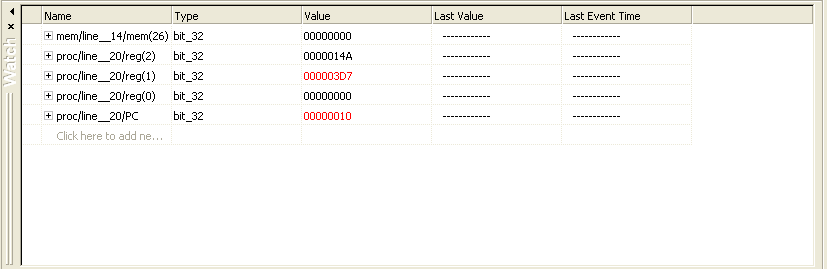 Name Type Value Last Value Last Event Time
mem/line__14/mem(26) bit_32 00000000 ------------ ------------
proc/line__20/reg(2) bit_32 0000014A ------------ ------------
proc/line__20/reg(1) bit_32 000003D7 ------------ ------------
proc/line__20/reg(0) bit_32 00000000 ------------ ------------
proc/line__20/PC bit_32 00000010 ------------ ------------
Click here to add ne...
Watch